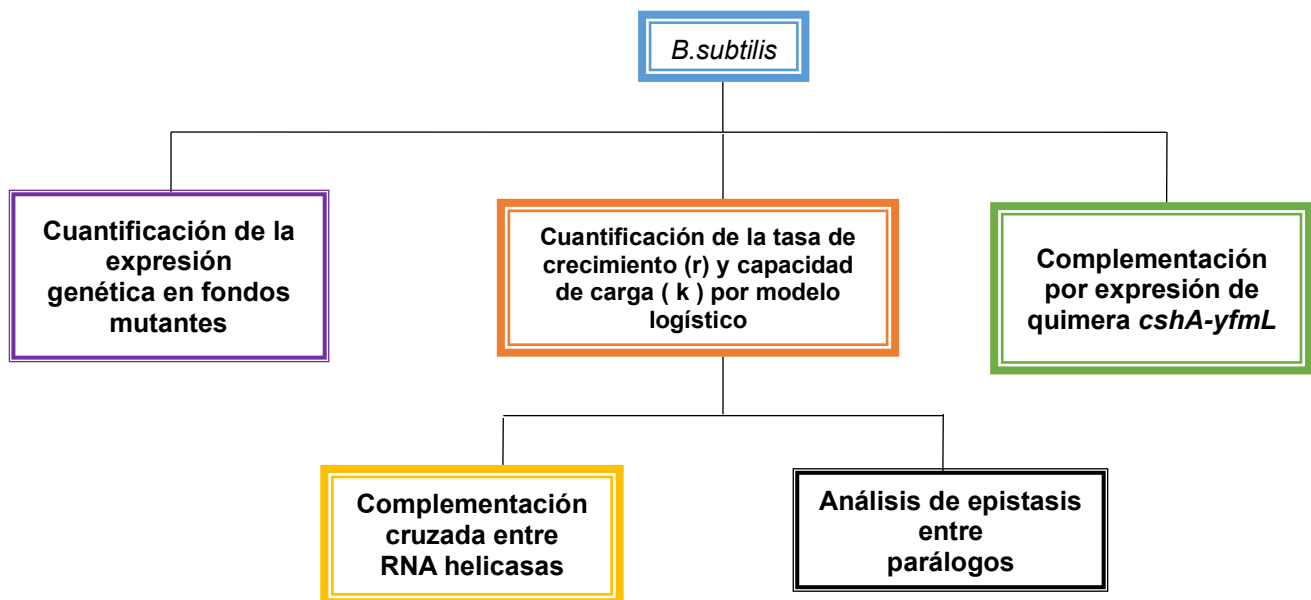 B.subtilis
Cuantificación de la
expresión
genética en fondos
mutantes
Cuantificación de la tasa de
crecimiento (r) y capacidad
de carga ( k ) por modelo
logístico
Complementación
por expresión de
quimera cshA-yfmL
Complementación
cruzada entre
RNA helicasas
Análisis de epistasis
entre
parálogos